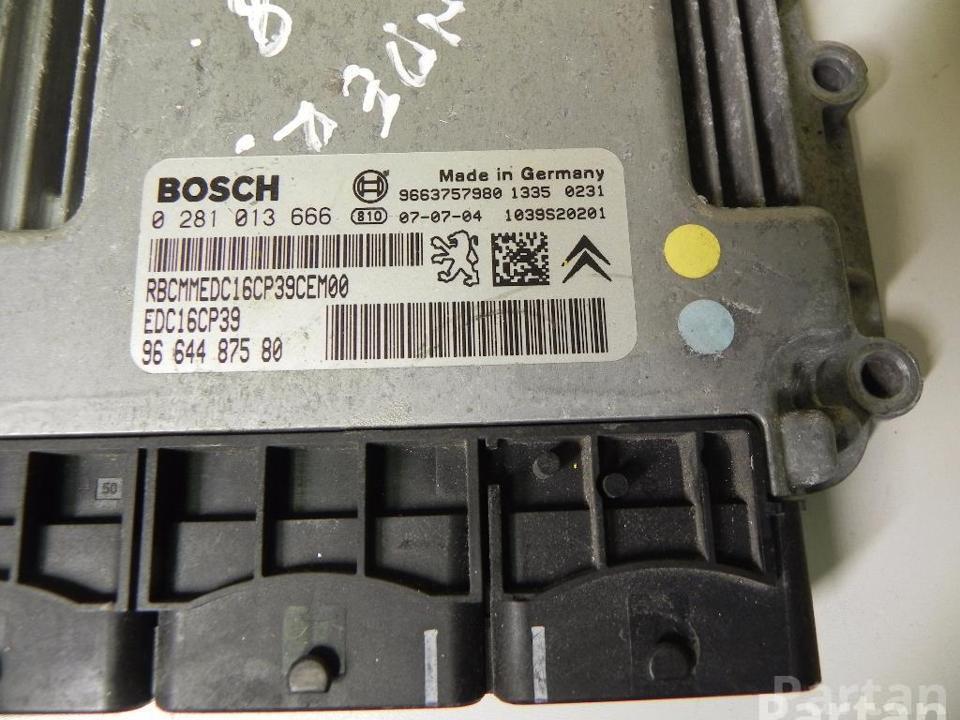 BOSCH
Made in Germany
9663757980 1335 0231
0 281 013 666 810 07-07-04 1039S20201
RBCMMEDC16CP39CEM00
EDC16CP39
96 644 875 80
50
Partan
Partan